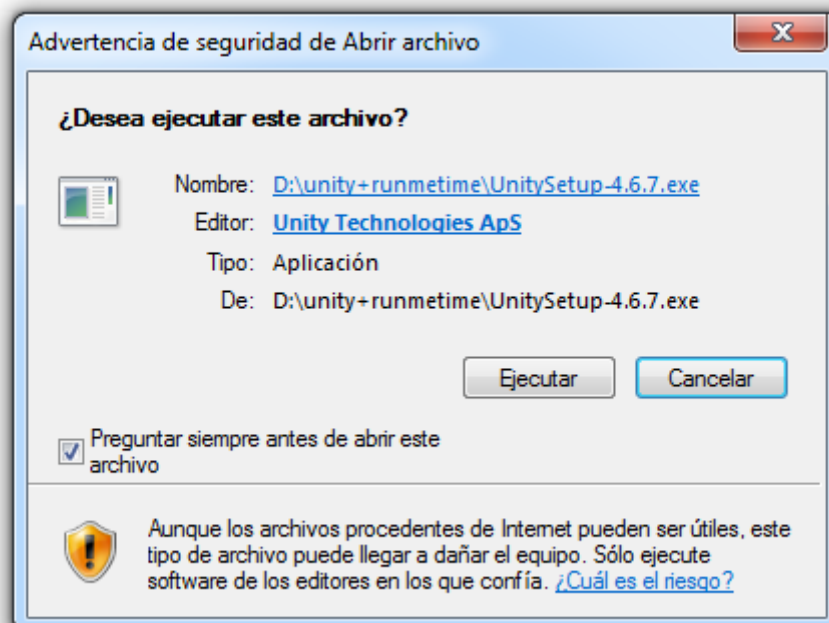 Advertencia de seguridad de Abrir archivo
¿Desea ejecutar este archivo?
Nombre: D:\unity+runmetime\UnitySetup-4.6.7.exe
Editor: Unity Technologies ApS
Tipo: Aplicación
De: D:\unity+runmetime\UnitySetup-4.6.7.exe
Ejecutar Cancelar
Preguntar siempre antes de abrir este
archivo
Aunque los archivos procedentes de Internet pueden ser útiles, este
tipo de archivo puede llegar a dañar el equipo. Sólo ejecute
software de los editores en los que confía. ¿Cuál es el riesgo?